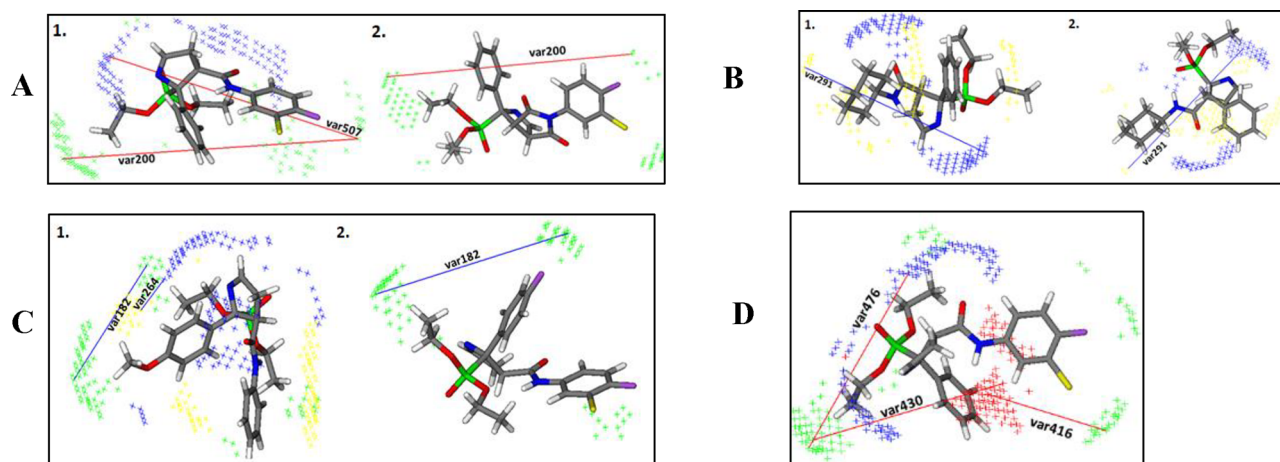 A
1.
var507
var200
2.
var200
B
1.
var291
2.
var291
C
1.
var182
var264
2.
var182
D
var476
var430
var416